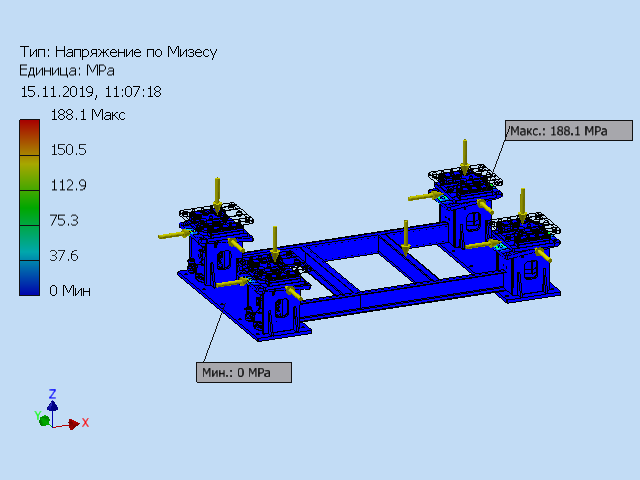 Тип: Напряжение по Мизесу
Единица: MPa
15.11.2019, 11:07:18
188.1 Макс
150.5
112.9
75.3
37.6
0 Мин
Макс.: 188.1 MPa
Мин.: 0 MPa
Z
Y
X